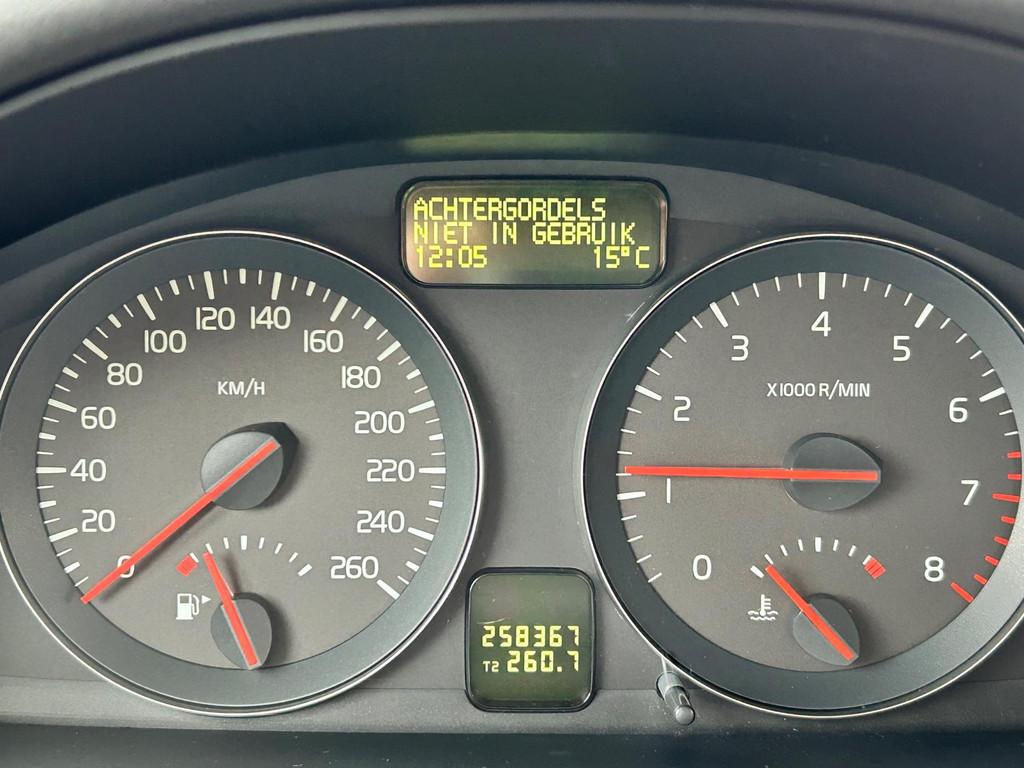 ACHTERGORDELS
NIET IN GEBRUIK
12:05 15°C
0 20 40 60 80 100 120 140 160 180 200 220 240 260
KM/H
0 1 2 3 4 5 6 7 8
X1000 R/MIN
258367
T2 260.7